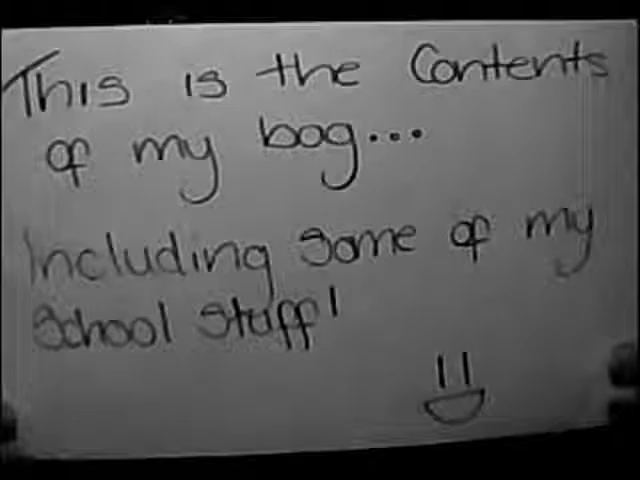 This is the Contents
of my bag...
Including some of my
School stuff!